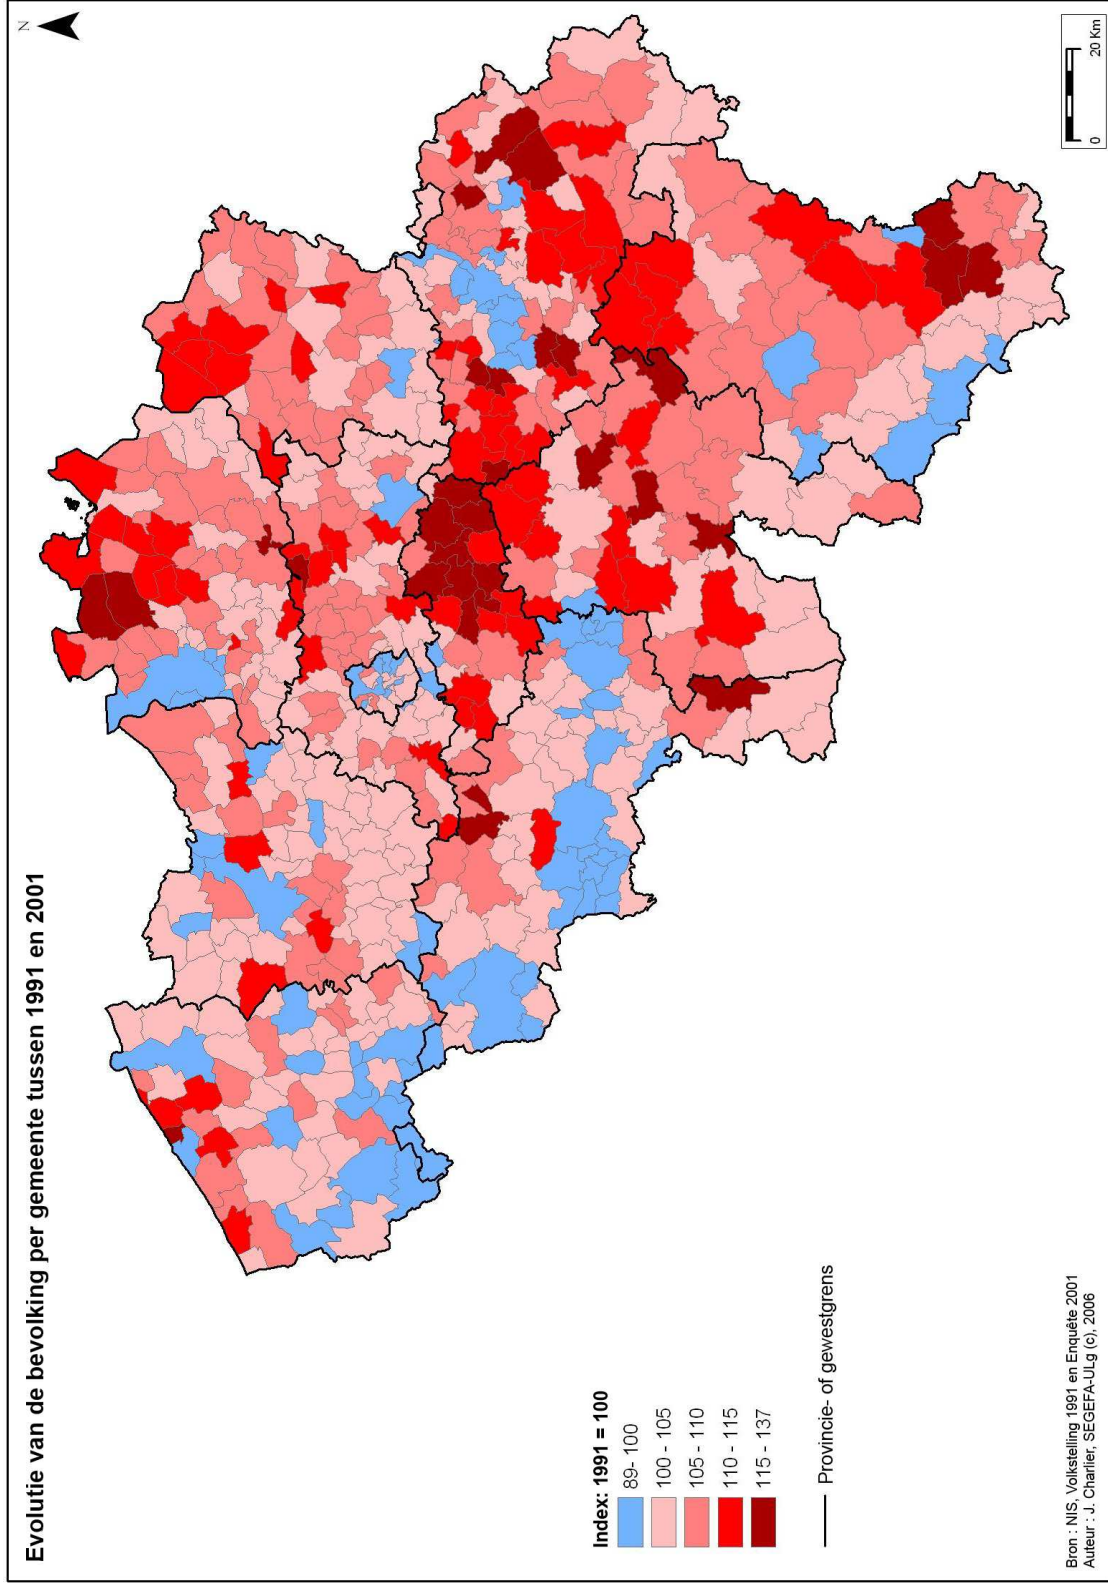 Evolutie van de bevolking per gemeente tussen 1991 en 2001
N
Index: 1991 = 100
89- 100
100 - 105
105 - 110
110 - 115
115 - 137
Provincie- of gewestgrens
Bron : NIS, Volkstelling 1991 en Enquête 2001
Auteur : J. Charlier, SEGEFA-ULg (c), 2006
0 20 Km